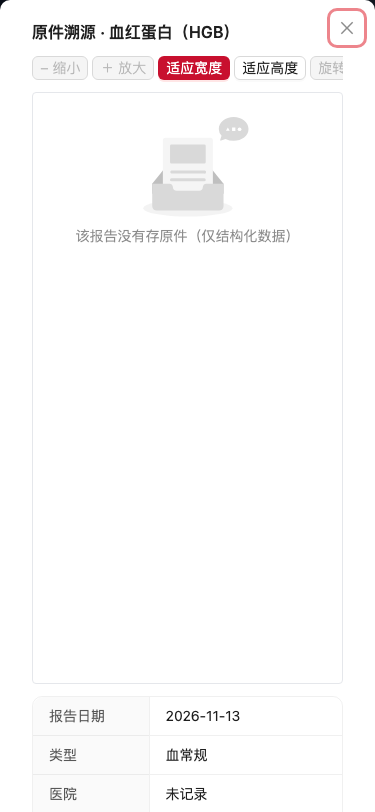 原件溯源 · 血红蛋白（HGB）
− 缩小 ＋ 放大 适应宽度 适应高度 旋转
该报告没有存原件（仅结构化数据）
报告日期 2026-11-13
类型 血常规
医院 未记录